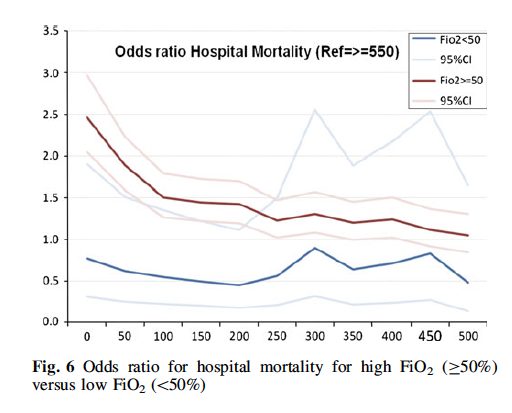 3.5
Odds ratio Hospital Mortality (Ref=>=550)
Fio2<50
95%CI
Fio2>=50
95%CI
3.0
2.5
2.0
1.5
1.0
0.5
0.0
0 50 100 150 200 250 300 350 400 450 500
Fig. 6 Odds ratio for hospital mortality for high FiO₂ (≥50%)
versus low FiO₂ (<50%)